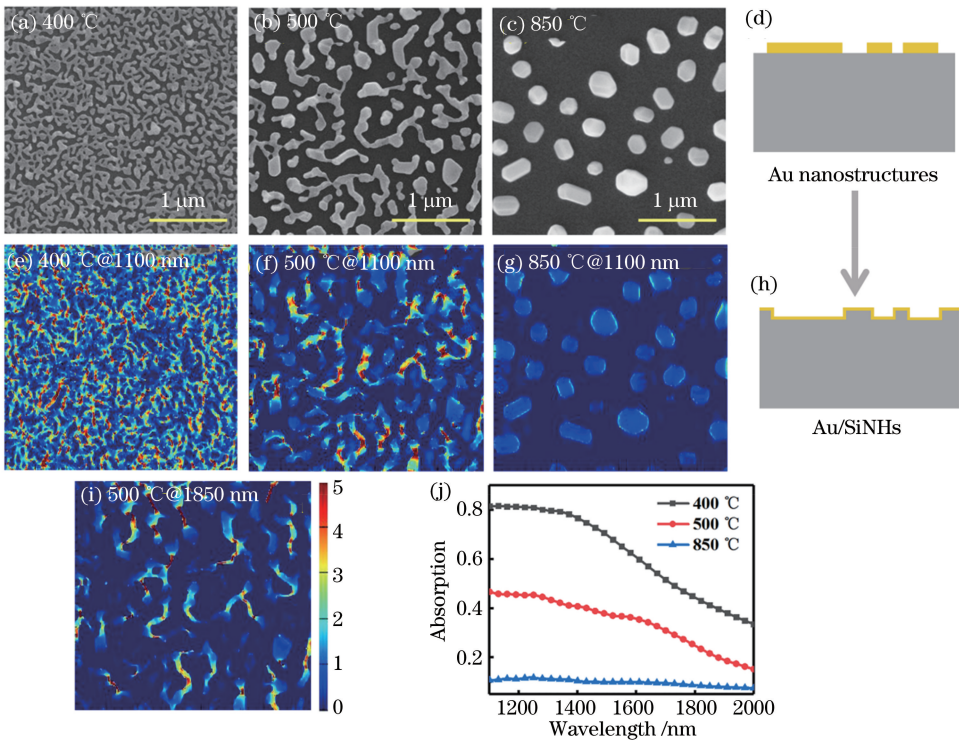 (a) 400 ℃
(b) 500 ℃
(c) 850 ℃
(d)
1 μm
1 μm
1 μm
Au nanostructures
(e) 400 ℃@1100 nm
(f) 500 ℃@1100 nm
(g) 850 ℃@1100 nm
(h)
Au/SiNHs
(i) 500 ℃@1850 nm
5
4
3
2
1
0
(j)
400 ℃
500 ℃
850 ℃
0.8
0.6
0.4
0.2
Absorption
1200 1400 1600 1800 2000
Wavelength /nm